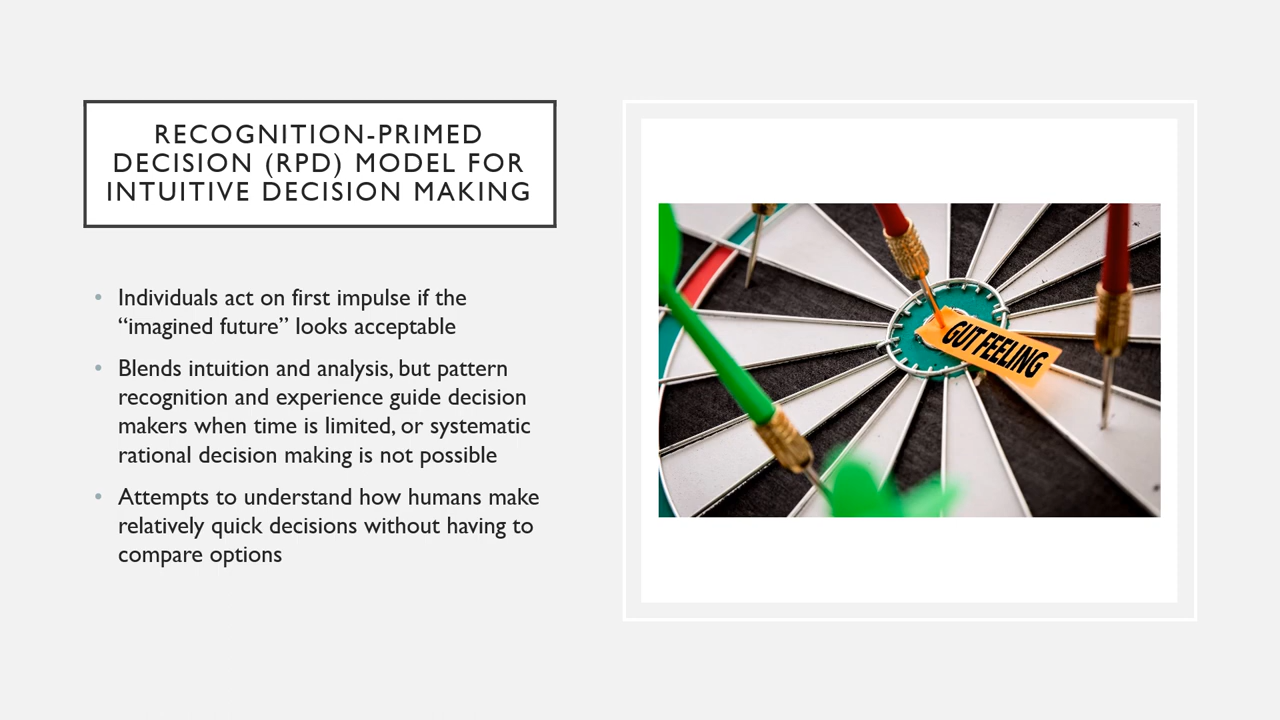 RECOGNITION-PRIMED
DECISION (RPD) MODEL FOR
INTUITIVE DECISION MAKING
• Individuals act on first impulse if the
“imagined future” looks acceptable
• Blends intuition and analysis, but pattern
recognition and experience guide decision
makers when time is limited, or systematic
rational decision making is not possible
• Attempts to understand how humans make
relatively quick decisions without having to
compare options
GUT FEELING